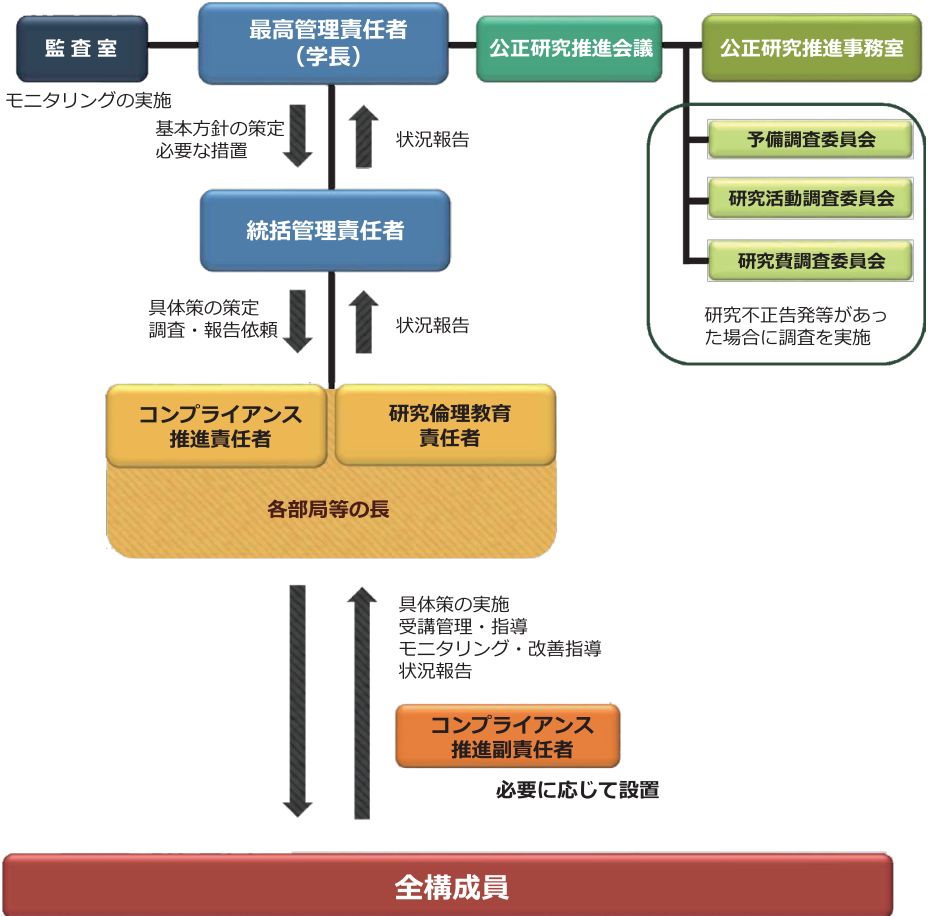 監査室
最高管理責任者
（学長）
公正研究推進会議
公正研究推進事務室
モニタリングの実施
基本方針の策定
必要な措置
状況報告
予備調査委員会
研究活動調査委員会
研究費調査委員会
研究不正告発等があっ
た場合に調査を実施
統括管理責任者
具体策の策定
調査・報告依頼
状況報告
コンプライアンス
推進責任者
研究倫理教育
責任者
各部局等の長
具体策の実施
受講管理・指導
モニタリング・改善指導
状況報告
コンプライアンス
推進副責任者
必要に応じて設置
全構成員